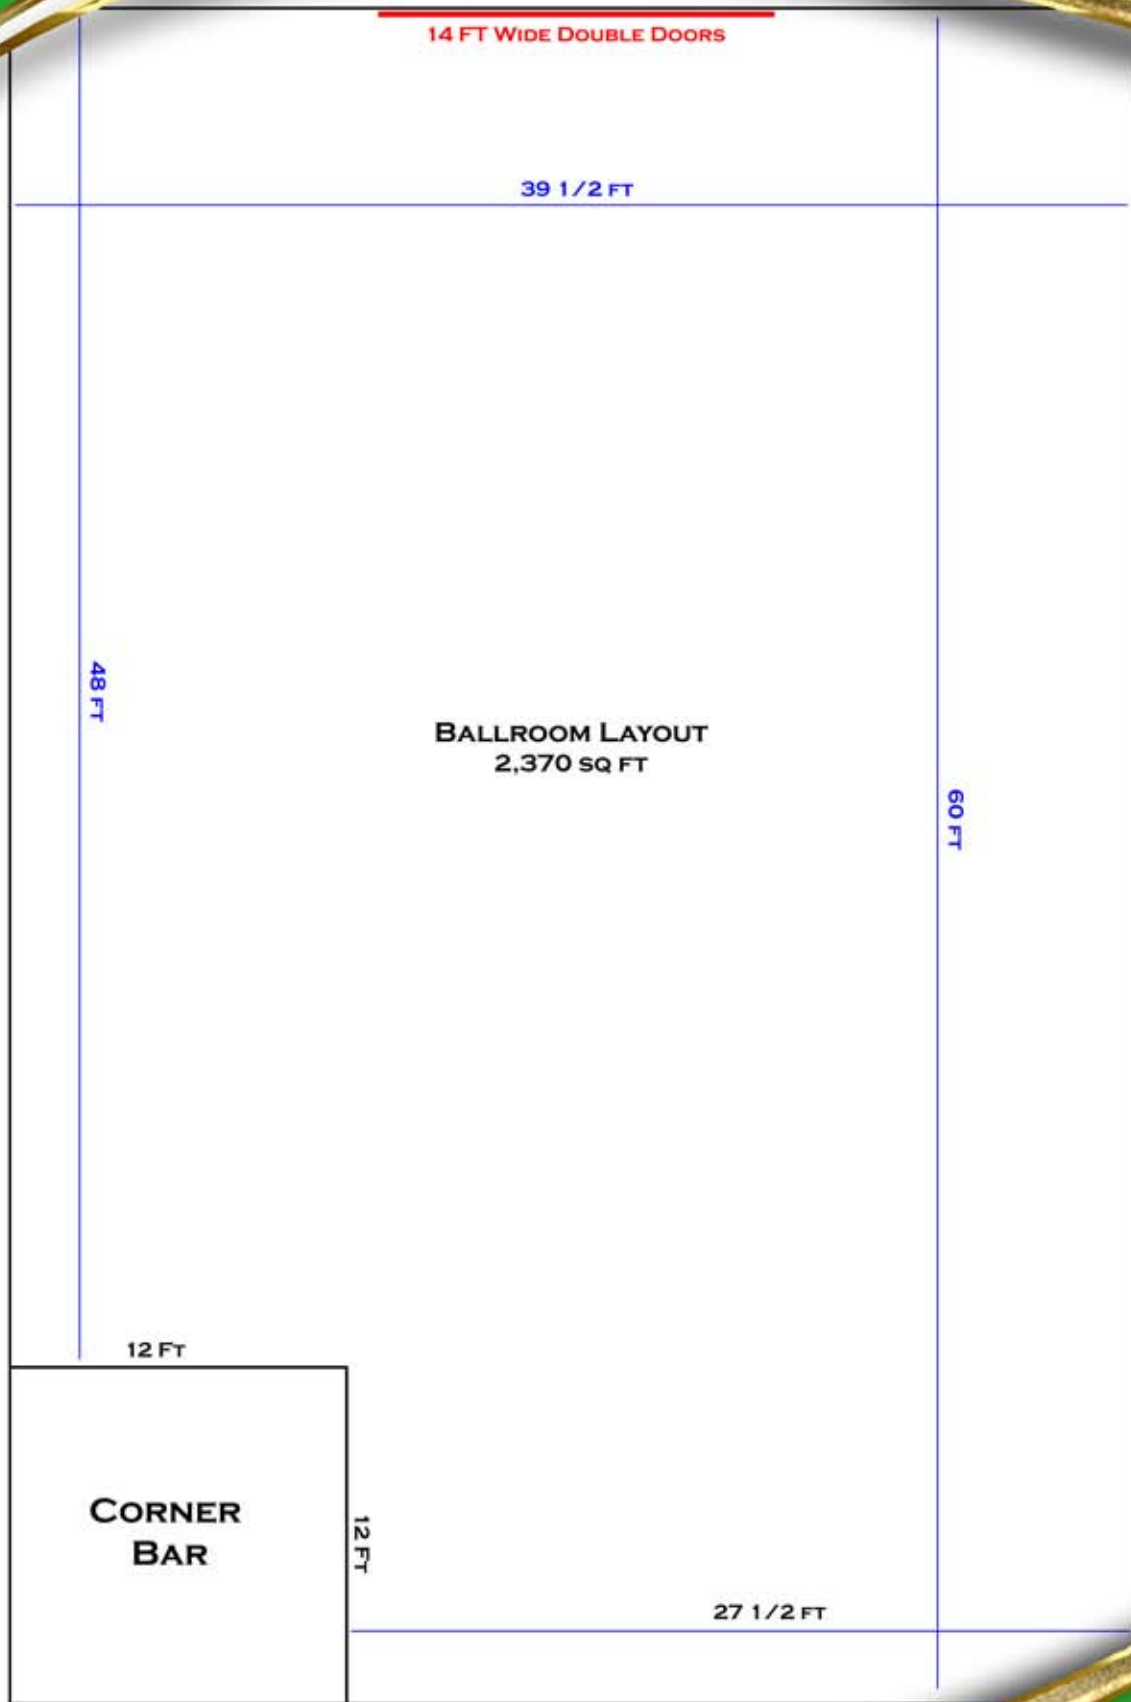 14 FT WIDE DOUBLE DOORS
39 1/2 FT
48 FT
BALLROOM LAYOUT
2,370 SQ FT
60 FT
12 FT
CORNER
BAR
12 FT
27 1/2 FT